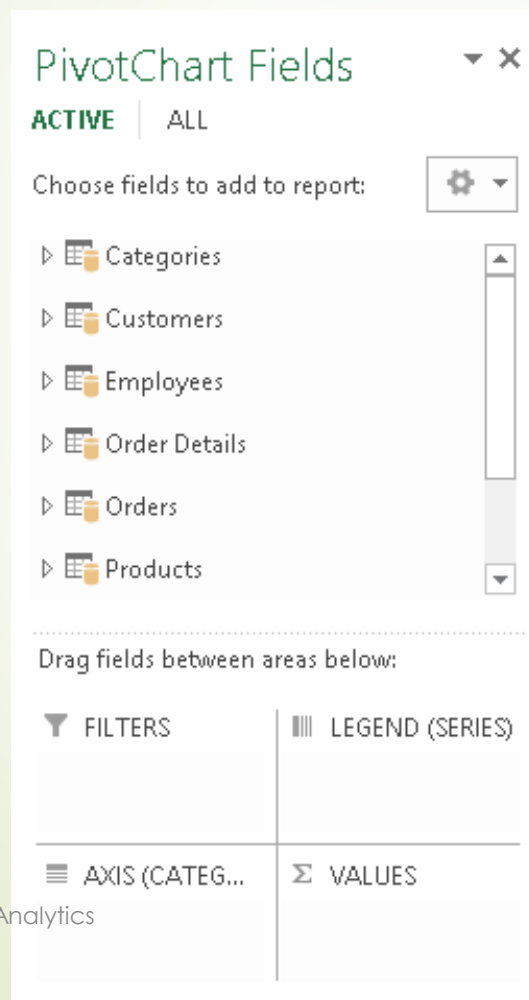 PivotChart Fields
ACTIVE ALL
Choose fields to add to report:
Categories
Customers
Employees
Order Details
Orders
Products
Drag fields between areas below:
FILTERS
LEGEND (SERIES)
AXIS (CATEG...
Σ VALUES
Analytics